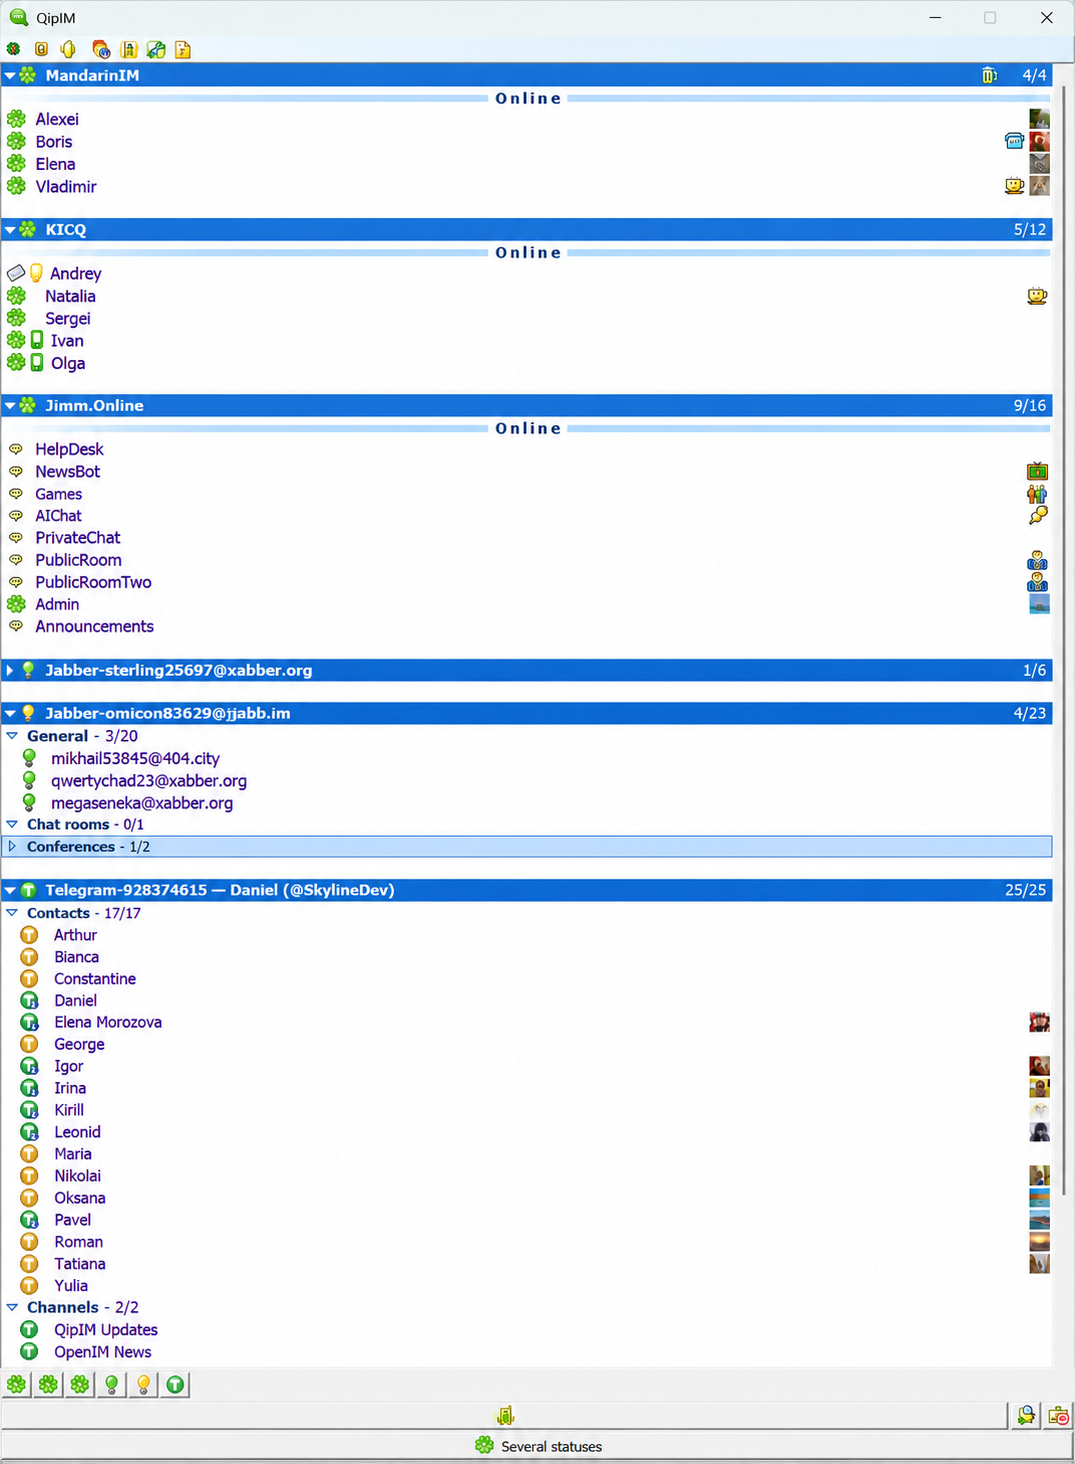 QipIM
MandarinIM 4/4
Online
Alexei
Boris
Elena
Vladimir
KICQ 5/12
Online
Andrey
Natalia
Sergei
Ivan
Olga
Jimm.Online 9/16
Online
HelpDesk
NewsBot
Games
AIChat
PrivateChat
PublicRoom
PublicRoomTwo
Admin
Announcements
Jabber-sterling25697@xabber.org 1/6
Jabber-omicon83629@jjabb.im 4/23
General - 3/20
mikhail53845@404.city
qwertychad23@xabber.org
megaseneka@xabber.org
Chat rooms - 0/1
Conferences - 1/2
Telegram-928374615 — Daniel (@SkylineDev) 25/25
Contacts - 17/17
Arthur
Bianca
Constantine
Daniel
Elena Morozova
George
Igor
Irina
Kirill
Leonid
Maria
Nikolai
Oksana
Pavel
Roman
Tatiana
Yulia
Channels - 2/2
QipIM Updates
OpenIM News
Several statuses